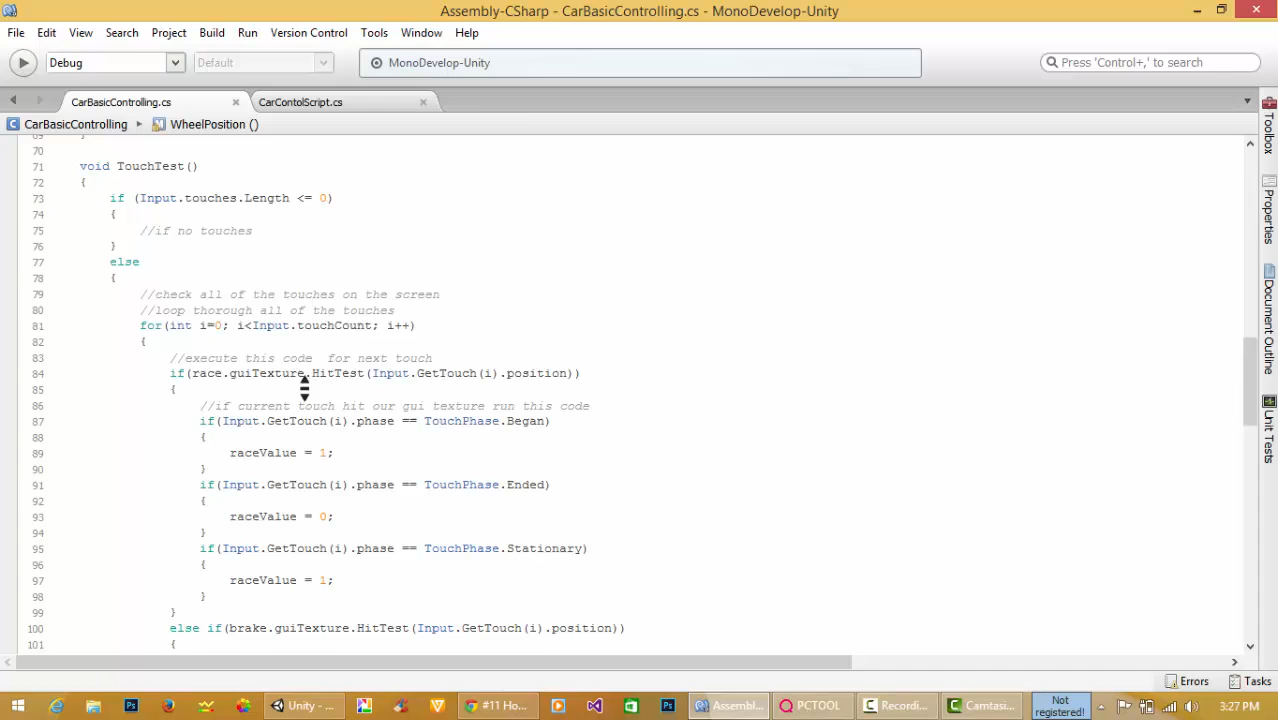 Assembly-CSharp - CarBasicControlling.cs - MonoDevelop-Unity
File Edit View Search Project Build Run Version Control Tools Window Help
Debug Default MonoDevelop-Unity Press 'Control+,' to search
CarBasicControlling.cs CarContolScript.cs
CarBasicControlling WheelPosition ()
69 }
70
71 void TouchTest()
72 {
73 if (Input.touches.Length <= 0)
74 {
75 //if no touches
76 }
77 else
78 {
79 //check all of the touches on the screen
80 //loop thorough all of the touches
81 for(int i=0; i<Input.touchCount; i++)
82 {
83 //execute this code for next touch
84 if(race.guiTexture.HitTest(Input.GetTouch(i).position))
85 {
86 //if current touch hit our gui texture run this code
87 if(Input.GetTouch(i).phase == TouchPhase.Began)
88 {
89 raceValue = 1;
90 }
91 if(Input.GetTouch(i).phase == TouchPhase.Ended)
92 {
93 raceValue = 0;
94 }
95 if(Input.GetTouch(i).phase == TouchPhase.Stationary)
96 {
97 raceValue = 1;
98 }
99 }
100 else if(brake.guiTexture.HitTest(Input.GetTouch(i).position))
101 {
Toolbox
Properties
Document Outline
Unit Tests
Errors Tasks
Unity - ... #11 Ho... Assembl... PCTOOL Recordi... Camtasi... Not registered! 3:27 PM